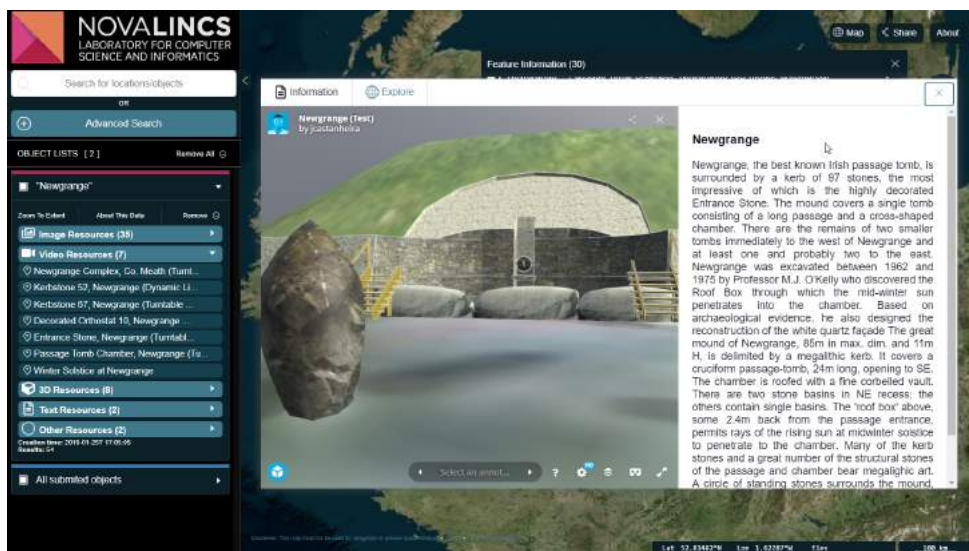 NOVALINCS
LABORATORY FOR COMPUTER
SCIENCE AND INFORMATICS
Search for locations/objects
OR
Advanced Search
OBJECT LISTS [2] Remove All
"Newgrange"
Zoom To Extent About This Data Remove
Image Resources (35)
Video Resources (7)
Newgrange Complex, Co. Meath (Turnt...
Kerbstone 52, Newgrange (Dynamic Li...
Kerbstone 67, Newgrange (Turntable ...
Decorated Orthostat 10, Newgrange ...
Entrance Stone, Newgrange (Turntabl...
Passage Tomb Chamber, Newgrange (Tu...
Winter Solstice at Newgrange
3D Resources (8)
Text Resources (2)
Other Resources (2)
Results: 54
All submited objects
Map Share About
Feature Information (30)
Information Explore
Newgrange (Test)
by jcastanheira
Select an annot...
Newgrange
Newgrange, the best known Irish passage tomb, is
surrounded by a kerb of 97 stones, the most
impressive of which is the highly decorated
Entrance Stone. The mound covers a single tomb
consisting of a long passage and a cross-shaped
chamber. There are the remains of two smaller
tombs immediately to the west of Newgrange and
at least one and probably two to the east.
Newgrange was excavated between 1962 and
1975 by Professor M.J. O'Kelly who discovered the
Roof Box through which the mid-winter sun
penetrates into the chamber. Based on
archaeological evidence, he also designed the
reconstruction of the white quartz façade The great
mound of Newgrange, 85m in max. dim. and 11m
H, is delimited by a megalithic kerb. It covers a
cruciform passage-tomb, 24m long, opening to SE.
The chamber is roofed with a fine corbelled vault.
There are two stone basins in NE recess; the
others contain single basins. The 'roof box' above,
some 2.4m back from the passage entrance,
permits rays of the rising sun at midwinter solstice
to penetrate to the chamber. Many of the kerb
stones and a great number of the structural stones
of the passage and chamber bear megalighic art.
A circle of standing stones surrounds the mound,
100 km